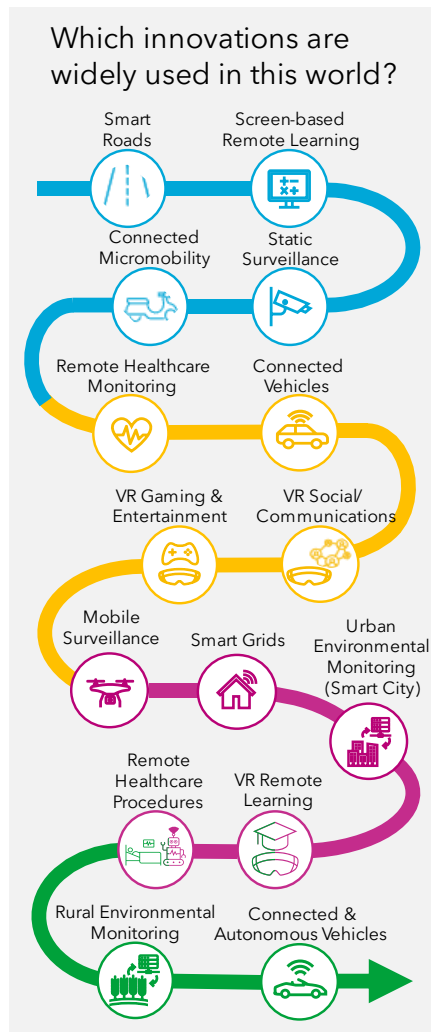 Which innovations are
widely used in this world?
Smart
Roads
Screen-based
Remote Learning
Connected
Micromobility
Static
Surveillance
Remote Healthcare
Monitoring
Connected
Vehicles
VR Gaming &
Entertainment
VR Social/
Communications
Mobile
Surveillance
Smart Grids
Urban
Environmental
Monitoring
(Smart City)
Remote
Healthcare
Procedures
VR Remote
Learning
Rural Environmental
Monitoring
Connected &
Autonomous Vehicles